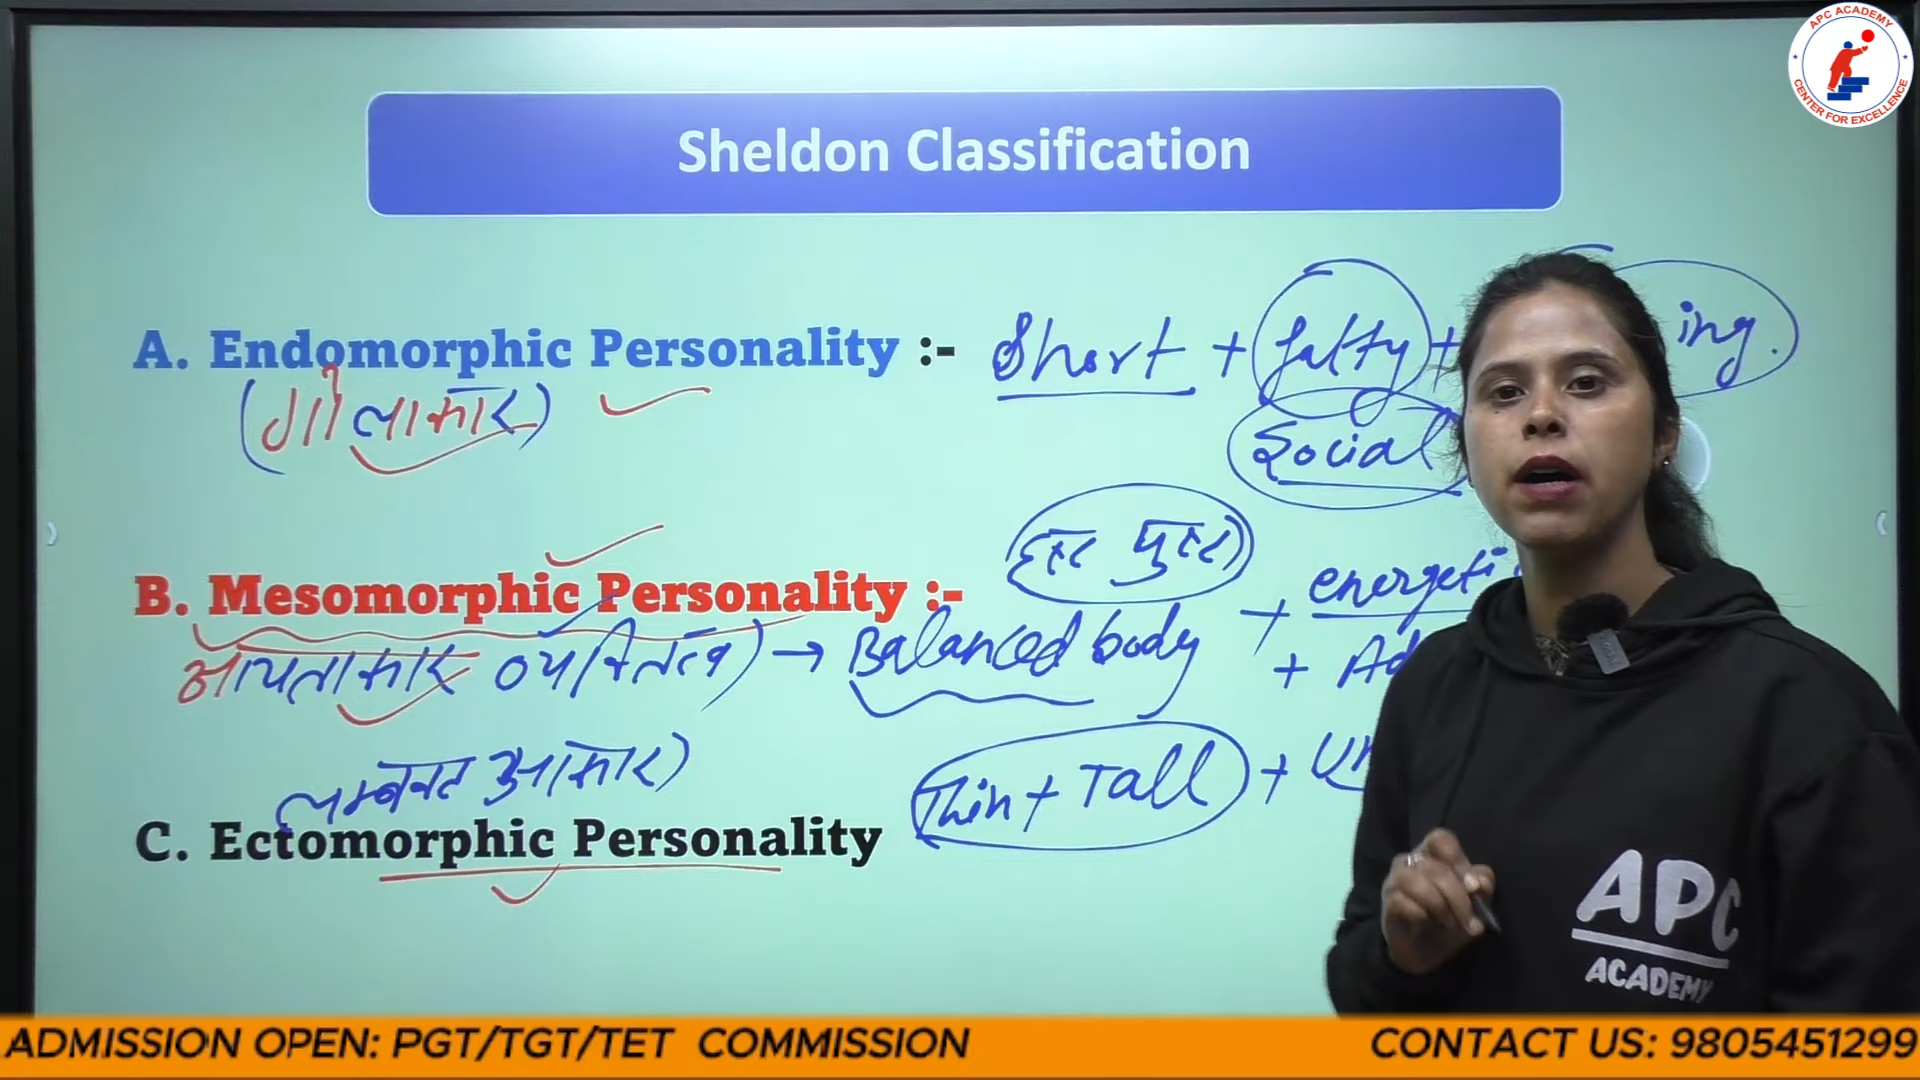 APC ACADEMY
CENTER FOR EXCELLENCE
Sheldon Classification
A. Endomorphic Personality :- Short + fatty +
ing.
(गोलाकार)
Social
हष्ट पुष्ट)
B. Mesomorphic Personality :-
+ energeti
आयताकार व्यक्तित्व) → Balanced body
+ Ad
लम्बवत आकार)
Thin + Tall + Un
C. Ectomorphic Personality
APC
ACADEMY
ADMISSION OPEN: PGT/TGT/TET COMMISSION
CONTACT US: 9805451299